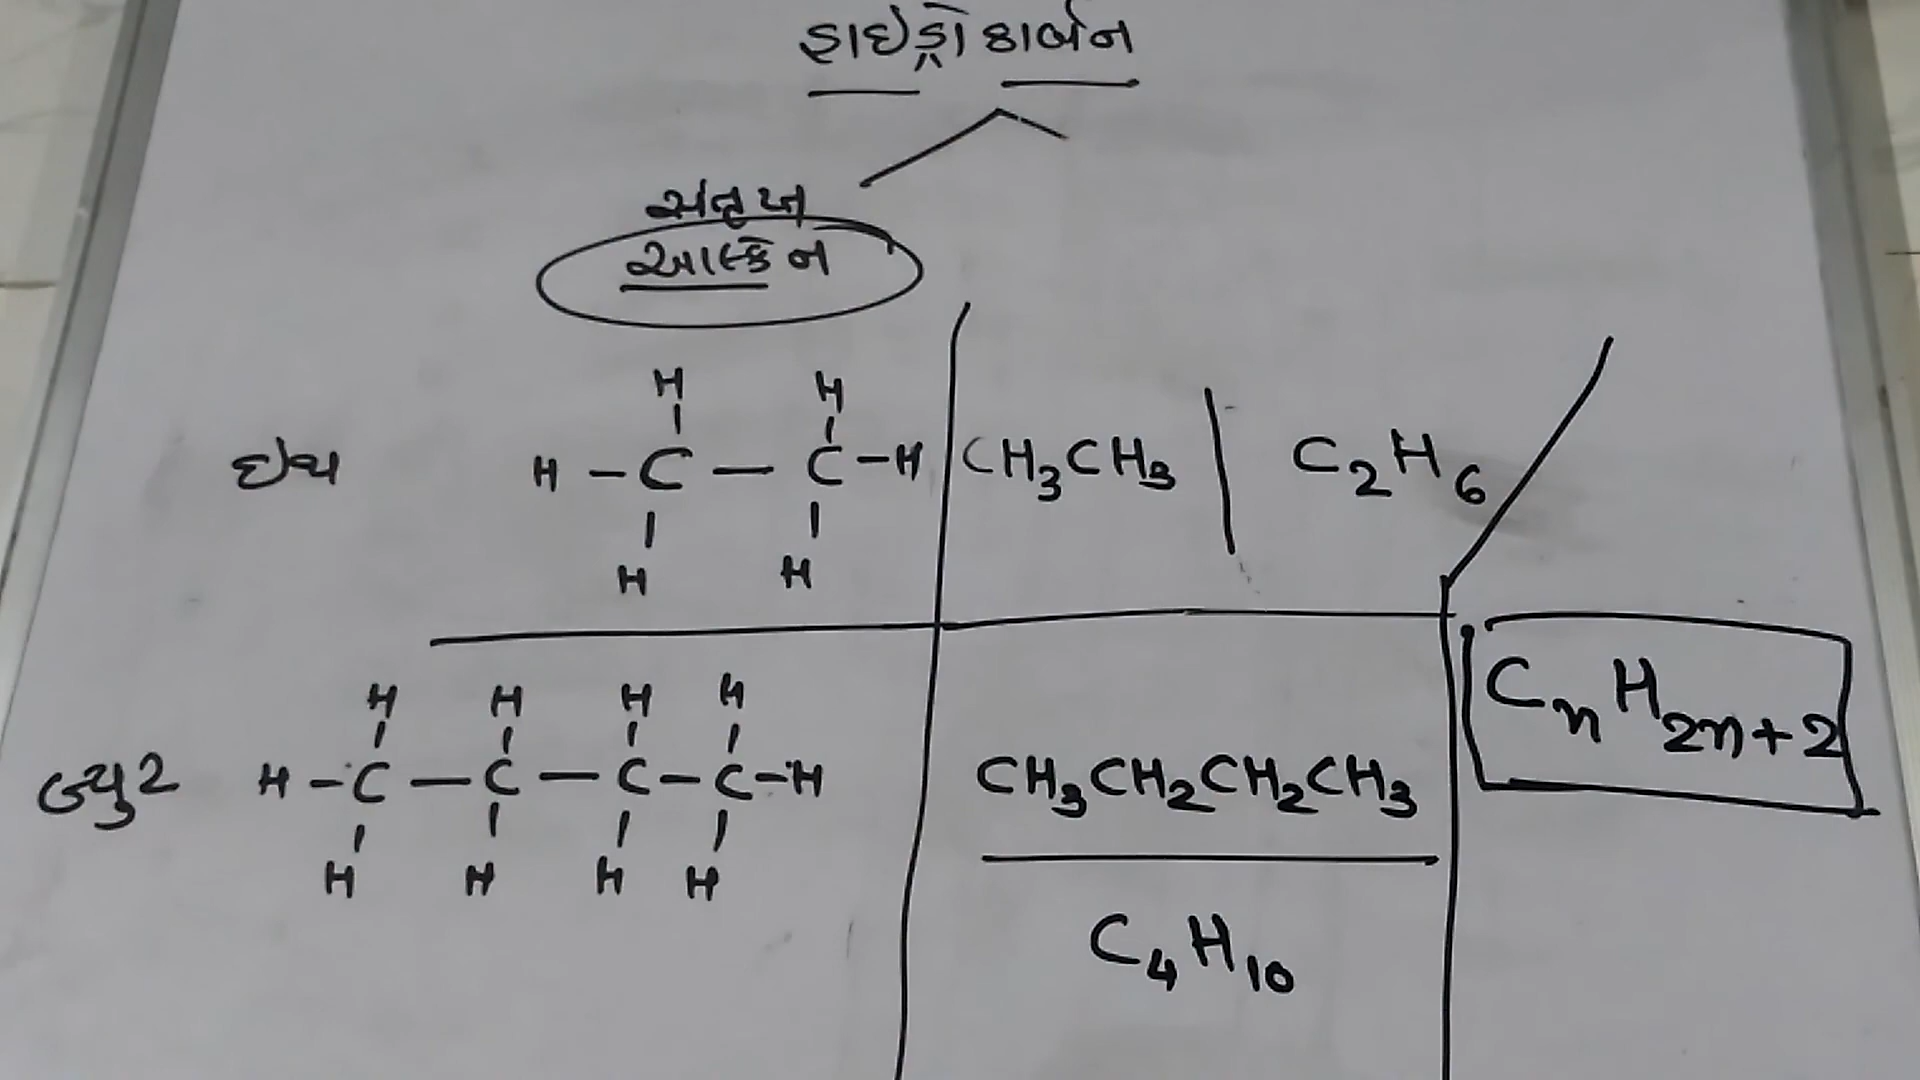 હાઇડ્રોકાર્બન
સંતૃપ્ત
આલ્કેન
H H
ઇથ H – C – C – H CH₃CH₃ C₂H₆
H H
CₙH₂ₙ₊₂
H H H H
બ્યુટ H – C – C – C – C – H CH₃CH₂CH₂CH₃
H H H H
C₄H₁₀